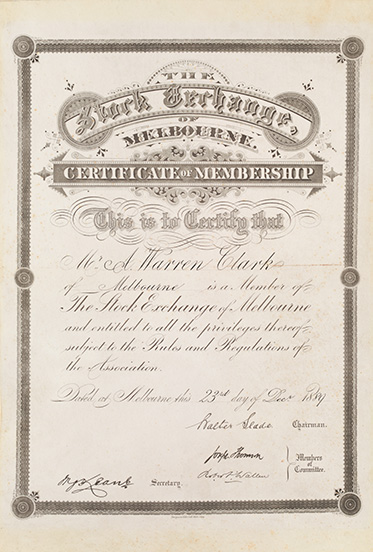 THE
Stock Exchange,
OF
MELBOURNE.
CERTIFICATE OF MEMBERSHIP
This is to Certify that
Mr. A. Warren Clark
of Melbourne is a Member of
The Stock Exchange of Melbourne
and entitled to all the privileges thereof
subject to the Rules and Regulations of
the Association.
Dated at Melbourne this 23rd day of Decr
Walter Slade Chairman.
Members
of
Committee.
Secretary.